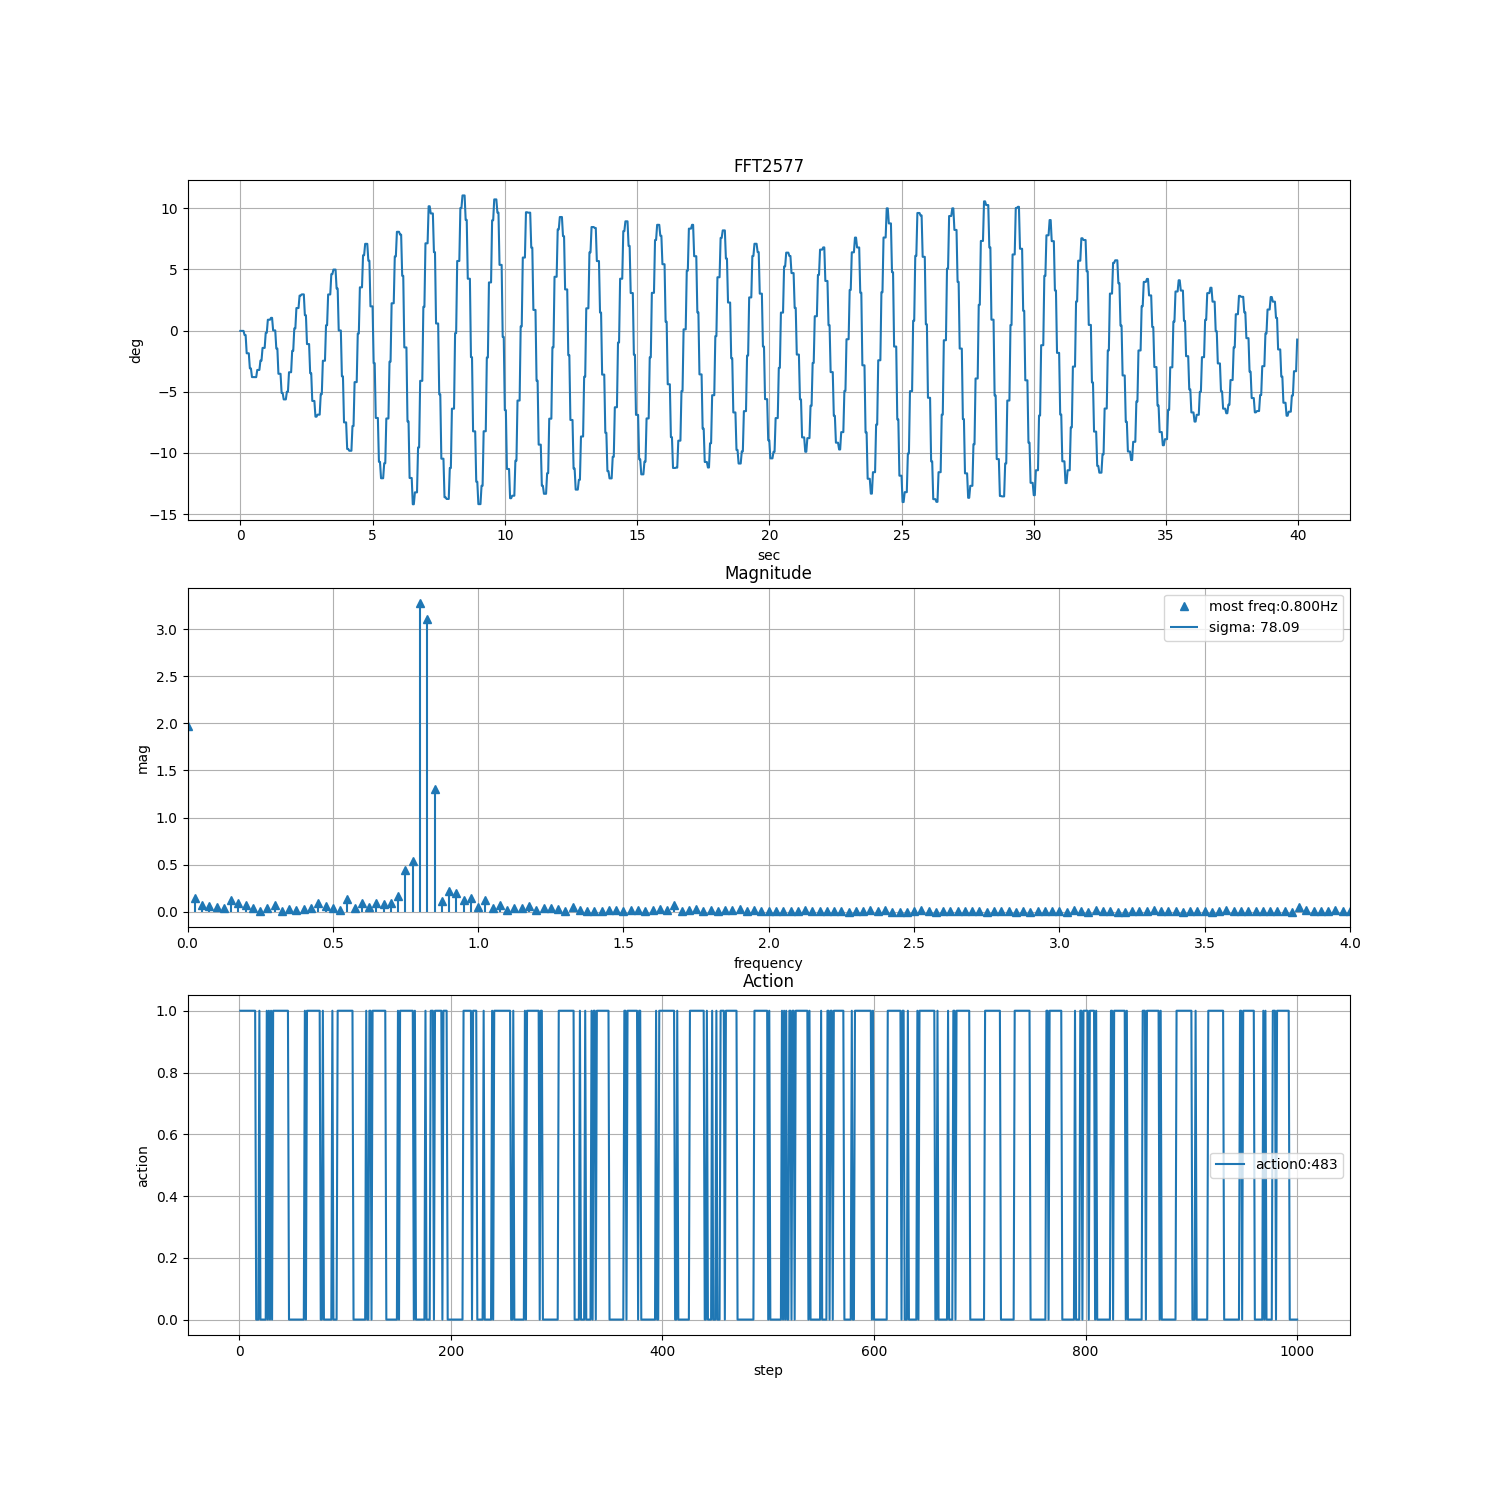 FFT2577
10
5
0
−5
−10
−15
deg
0 5 10 15 20 25 30 35 40
sec
Magnitude
most freq:0.800Hz
sigma: 78.09
3.0
2.5
2.0
1.5
1.0
0.5
0.0
mag
0.0 0.5 1.0 1.5 2.0 2.5 3.0 3.5 4.0
frequency
Action
1.0
0.8
0.6
0.4
0.2
0.0
action
action0:483
0 200 400 600 800 1000
step